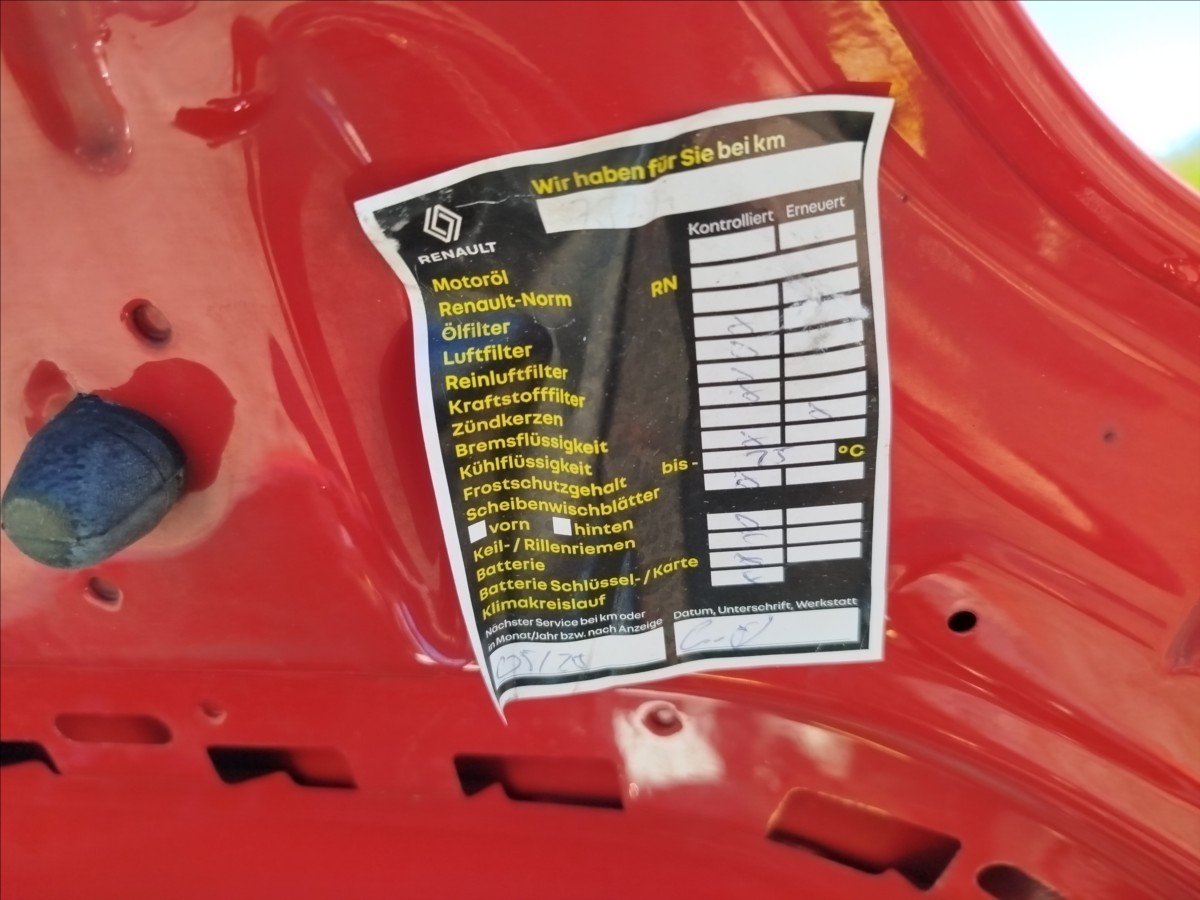 Wir haben für Sie bei km
RENAULT
Kontrolliert Erneuert
Motoröl
Renault-Norm RN
Ölfilter
Luftfilter
Reinluftfilter
Kraftstofffilter
Zündkerzen
Bremsflüssigkeit
Kühlflüssigkeit
Frostschutzgehalt bis - °C
Scheibenwischblätter
vorn hinten
Keil- / Rillenriemen
Batterie
Batterie Schlüssel- / Karte
Klimakreislauf
Nächster Service bei km oder
in Monat/Jahr bzw. nach Anzeige
Datum, Unterschrift, Werkstatt